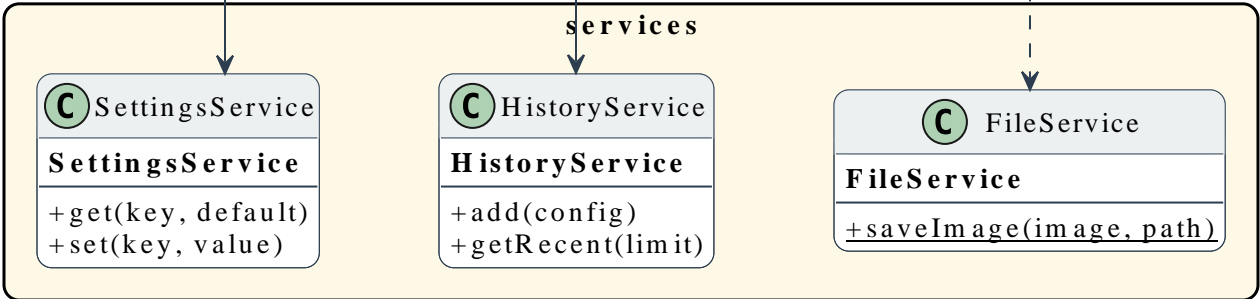 services
C SettingsService
SettingsService
+get(key, default)
+set(key, value)
C HistoryService
HistoryService
+add(config)
+getRecent(limit)
C FileService
FileService
+saveImage(image, path)